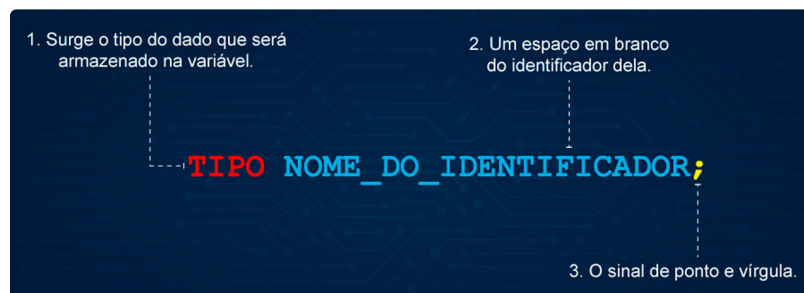 1. Surge o tipo do dado que será
armazenado na variável.
2. Um espaço em branco
do identificador dela.
TIPO NOME_DO_IDENTIFICADOR;
3. O sinal de ponto e vírgula.